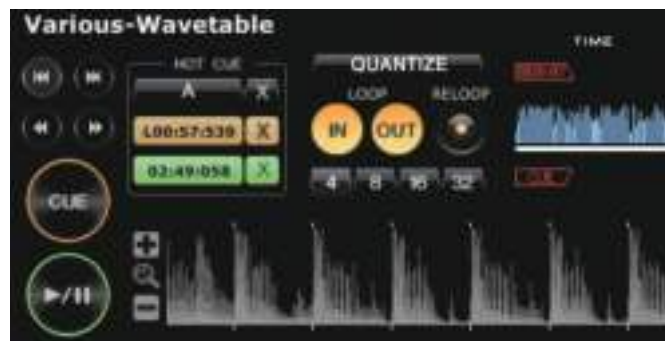 Various-Wavetable
TIME
HOT CUE
QUANTIZE
A X
LOOP RELOOP
L00:57:539 X
IN OUT
02:49:058 X
4 8 16 32
CUE
CUE